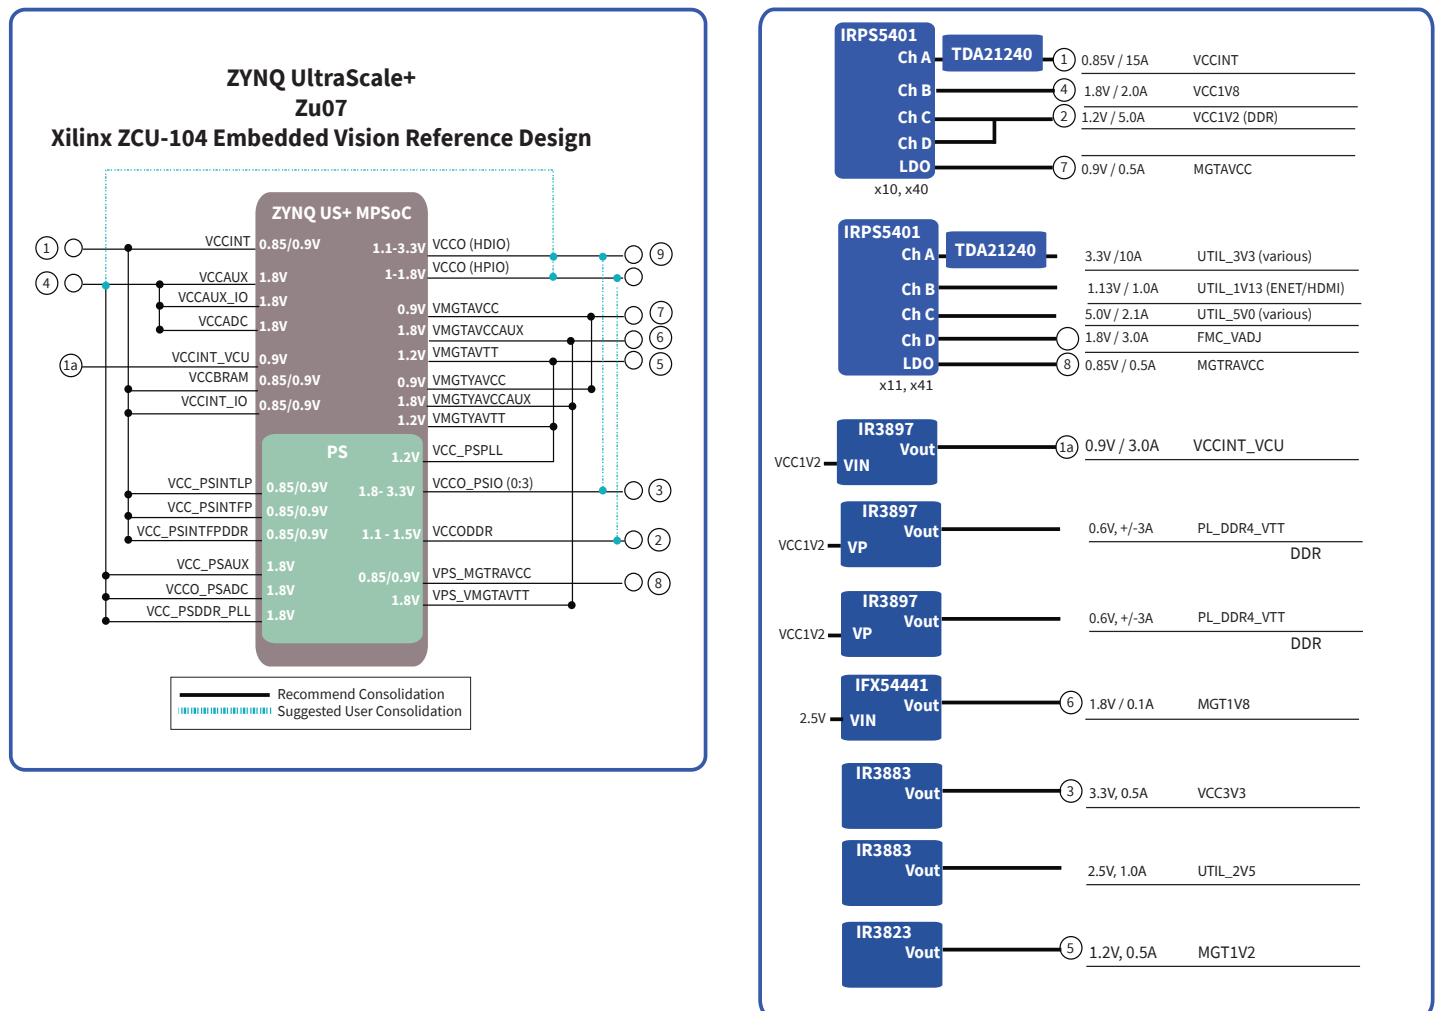 ZYNQ UltraScale+
Zu07
Xilinx ZCU-104 Embedded Vision Reference Design
ZYNQ US+ MPSoC
1 VCCINT 0.85/0.9V
4 VCCAUX 1.8V
VCCAUX_IO 1.8V
VCCADC 1.8V
1a VCCINT_VCU 0.9V
VCCBRAM 0.85/0.9V
VCCINT_IO 0.85/0.9V
1.1-3.3V VCCO (HDIO) 9
1-1.8V VCCO (HPIO)
0.9V VMGTAVCC 7
1.8V VMGTAVCCAUX 6
1.2V VMGTAVTT 5
0.9V VMGTYAVCC
1.8V VMGTYAVCCAUX
1.2V VMGTYAVTT
PS
1.2V VCC_PSPLL
VCC_PSINTLP 0.85/0.9V
VCC_PSINTFP 0.85/0.9V
VCC_PSINTFPDDR 0.85/0.9V
VCC_PSAUX 1.8V
VCCO_PSADC 1.8V
VCC_PSDDR_PLL 1.8V
1.8- 3.3V VCCO_PSIO (0:3) 3
1.1 - 1.5V VCCODDR 2
0.85/0.9V VPS_MGTRAVCC 8
1.8V VPS_VMGTAVTT
Recommend Consolidation
Suggested User Consolidation
IRPS5401
Ch A TDA21240 1 0.85V / 15A VCCINT
Ch B 4 1.8V / 2.0A VCC1V8
Ch C 2 1.2V / 5.0A VCC1V2 (DDR)
Ch D
LDO 7 0.9V / 0.5A MGTAVCC
x10, x40
IRPS5401
Ch A TDA21240 3.3V /10A UTIL_3V3 (various)
Ch B 1.13V / 1.0A UTIL_1V13 (ENET/HDMI)
Ch C 5.0V / 2.1A UTIL_5V0 (various)
Ch D 1.8V / 3.0A FMC_VADJ
LDO 8 0.85V / 0.5A MGTRAVCC
x11, x41
IR3897
Vout 1a 0.9V / 3.0A VCCINT_VCU
VCC1V2 VIN
IR3897
Vout 0.6V, +/-3A PL_DDR4_VTT
VCC1V2 VP DDR
IR3897
Vout 0.6V, +/-3A PL_DDR4_VTT
VCC1V2 VP DDR
IFX54441
Vout 6 1.8V / 0.1A MGT1V8
2.5V VIN
IR3883
Vout 3 3.3V, 0.5A VCC3V3
IR3883
Vout 2.5V, 1.0A UTIL_2V5
IR3823
Vout 5 1.2V, 0.5A MGT1V2